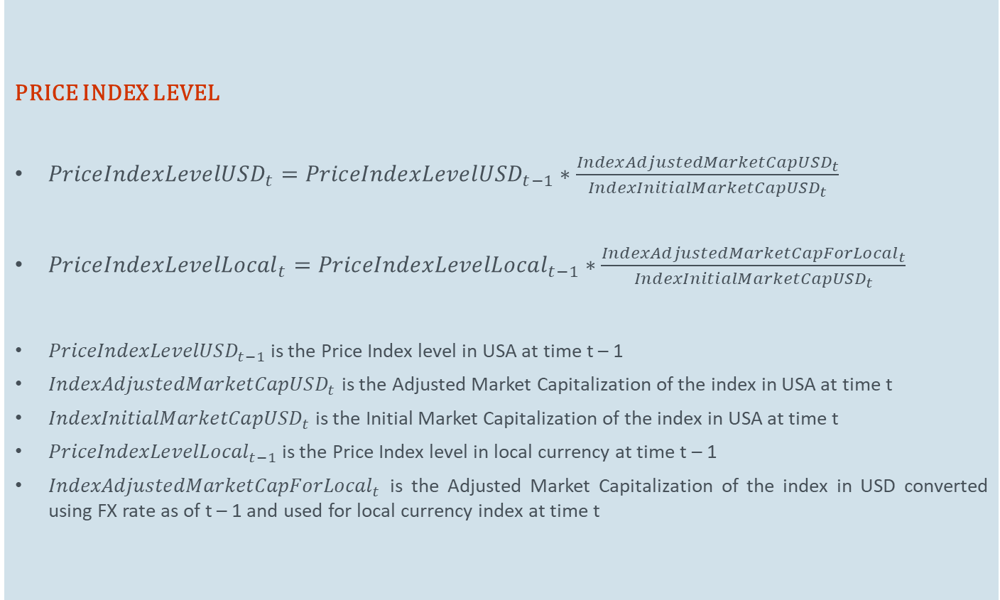 PRICE INDEX LEVEL
• PriceIndexLevelUSD_t = PriceIndexLevelUSD_{t−1} * \frac{IndexAdjustedMarketCapUSD_t}{IndexInitialMarketCapUSD_t}
• PriceIndexLevelLocal_t = PriceIndexLevelLocal_{t−1} * \frac{IndexAdjustedMarketCapForLocal_t}{IndexInitialMarketCapUSD_t}
• PriceIndexLevelUSD_{t−1} is the Price Index level in USA at time t – 1
• IndexAdjustedMarketCapUSD_t is the Adjusted Market Capitalization of the index in USA at time t
• IndexInitialMarketCapUSD_t is the Initial Market Capitalization of the index in USA at time t
• PriceIndexLevelLocal_{t−1} is the Price Index level in local currency at time t – 1
• IndexAdjustedMarketCapForLocal_t is the Adjusted Market Capitalization of the index in USD converted
using FX rate as of t – 1 and used for local currency index at time t